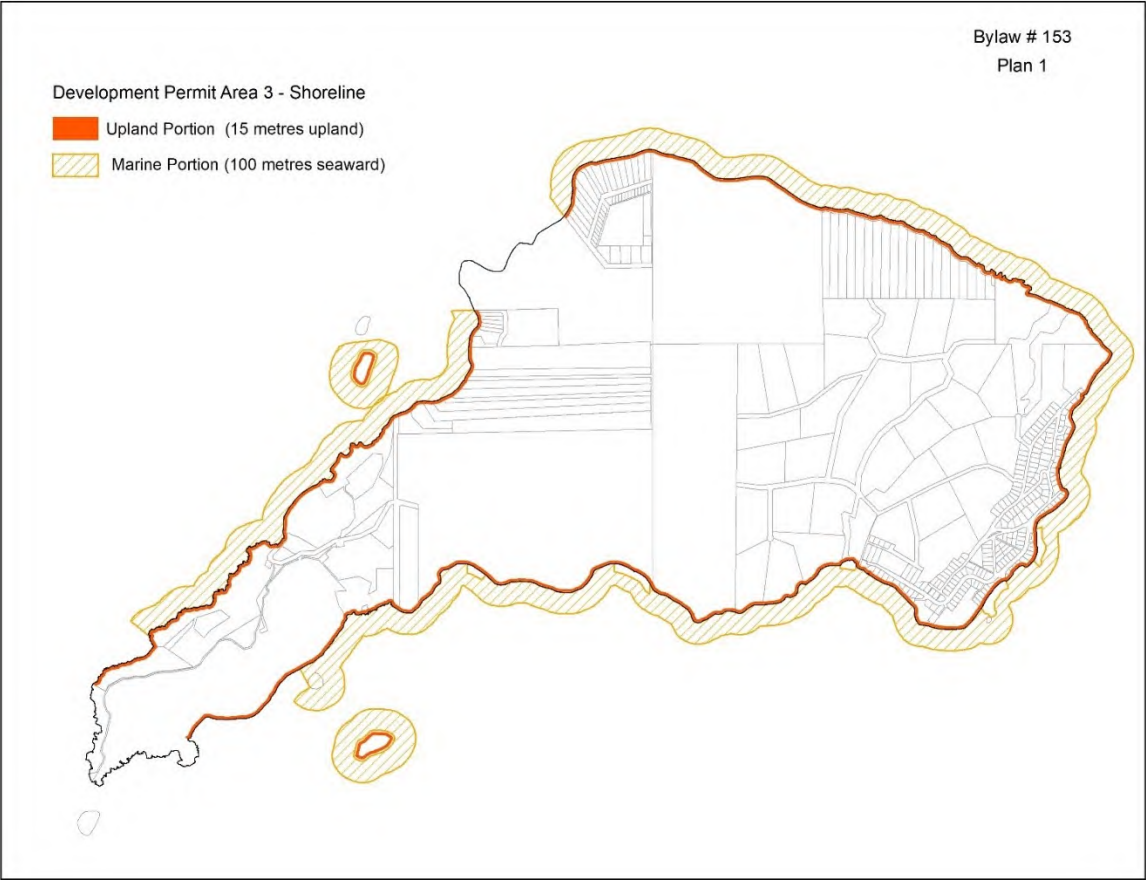 Bylaw # 153
Plan 1
Development Permit Area 3 - Shoreline
Upland Portion (15 metres upland)
Marine Portion (100 metres seaward)